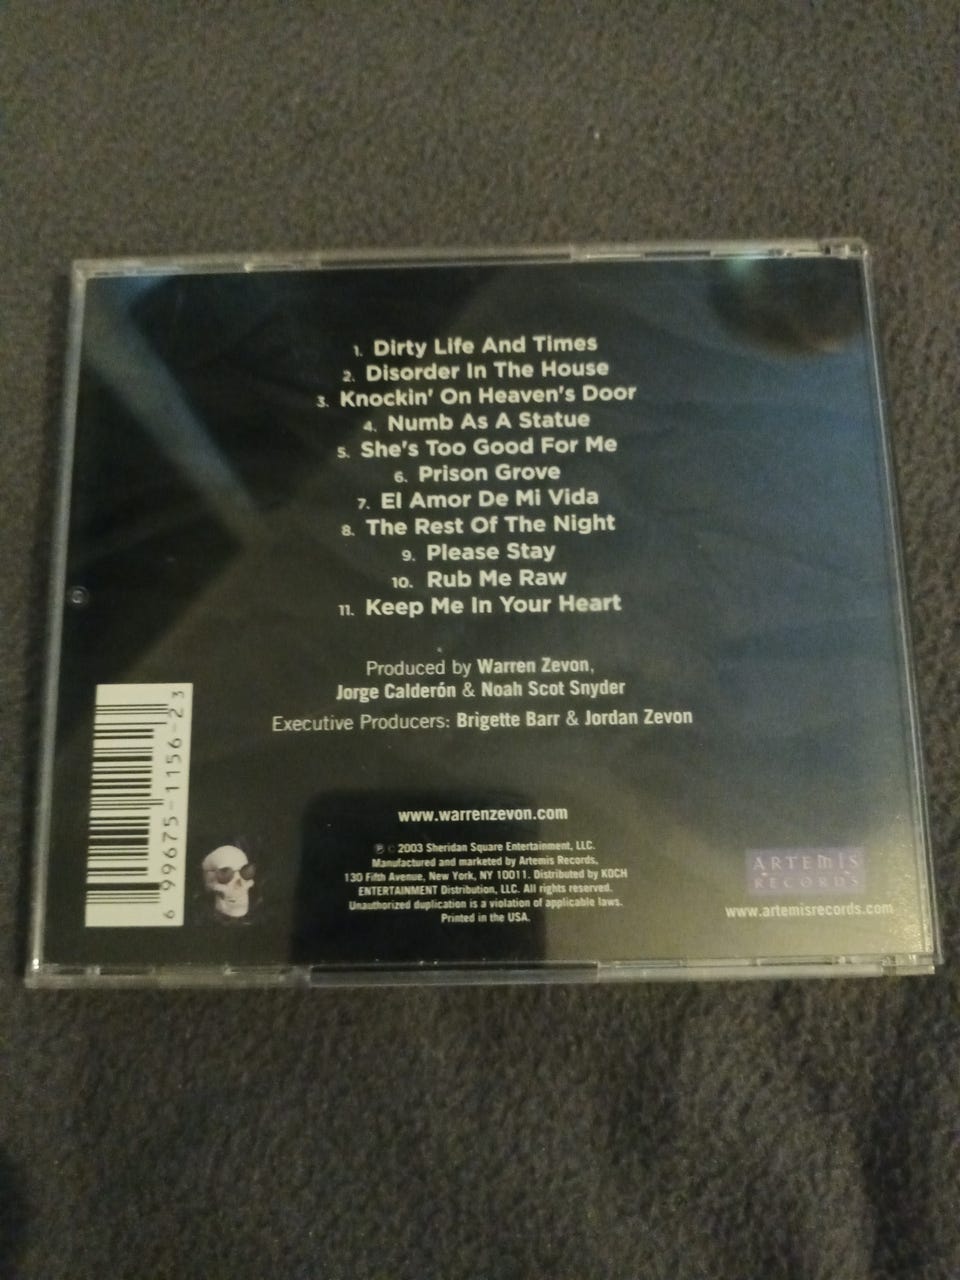 1. Dirty Life And Times
2. Disorder In The House
3. Knockin' On Heaven's Door
4. Numb As A Statue
5. She's Too Good For Me
6. Prison Grove
7. El Amor De Mi Vida
8. The Rest Of The Night
9. Please Stay
10. Rub Me Raw
11. Keep Me In Your Heart
Produced by Warren Zevon,
Jorge Calderón & Noah Scot Snyder
Executive Producers: Brigette Barr & Jordan Zevon
www.warrenzevon.com
℗ © 2003 Sheridan Square Entertainment, LLC.
Manufactured and marketed by Artemis Records,
130 Fifth Avenue, New York, NY 10011. Distributed by KOCH
ENTERTAINMENT Distribution, LLC. All rights reserved.
Unauthorized duplication is a violation of applicable laws.
Printed in the USA.
6 99675-1156-2 3
ARTEMIS
RECORDS
www.artemisrecords.com